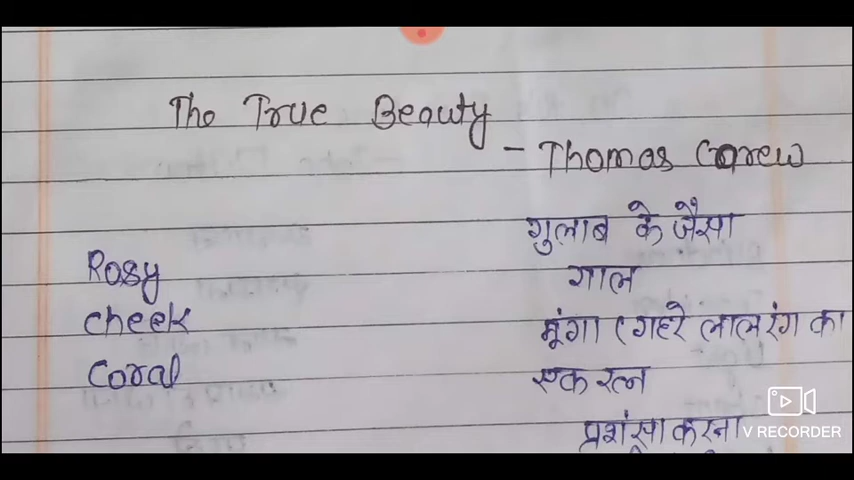 The True Beauty
- Thomas Carew
Rosy गुलाब के जैसा
cheek गाल
Coral मूंगा (गहरे लाल रंग का
एक रत्न
प्रशंसा करना
V RECORDER